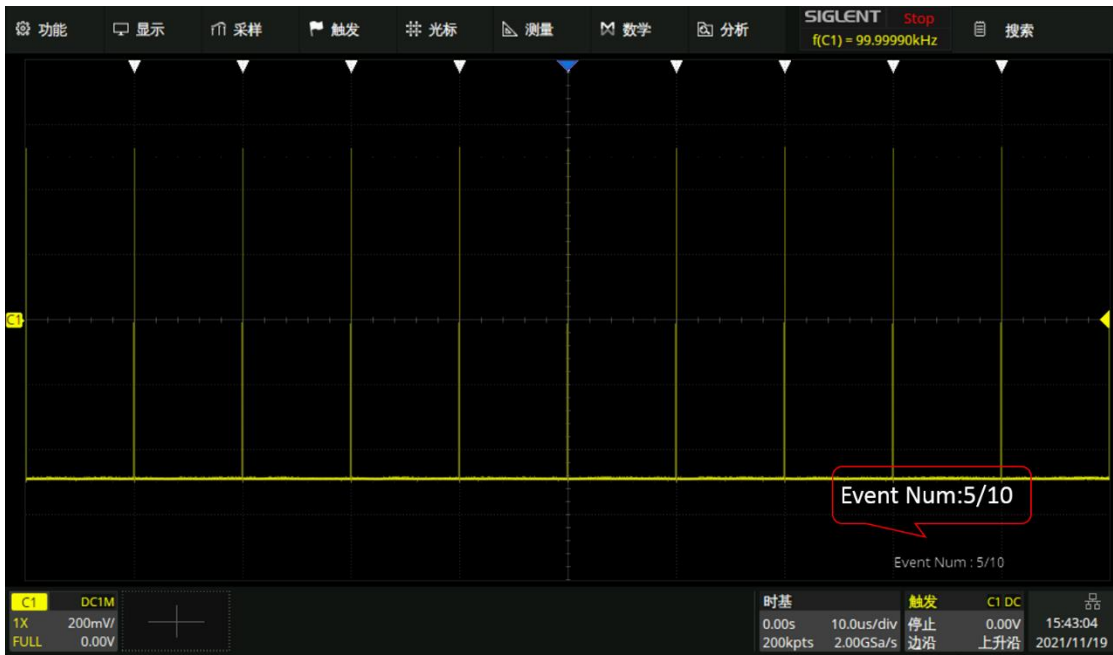 功能 显示 采样 触发 光标 测量 数学 分析 SIGLENT Stop 搜索
f(C1) = 99.99990kHz
C1
Event Num:5/10
Event Num : 5/10
C1 DC1M
1X 200mV/
FULL 0.00V
时基
0.00s 10.0us/div
200kpts 2.00GSa/s
触发 C1 DC
停止 0.00V
边沿 上升沿
15:43:04
2021/11/19